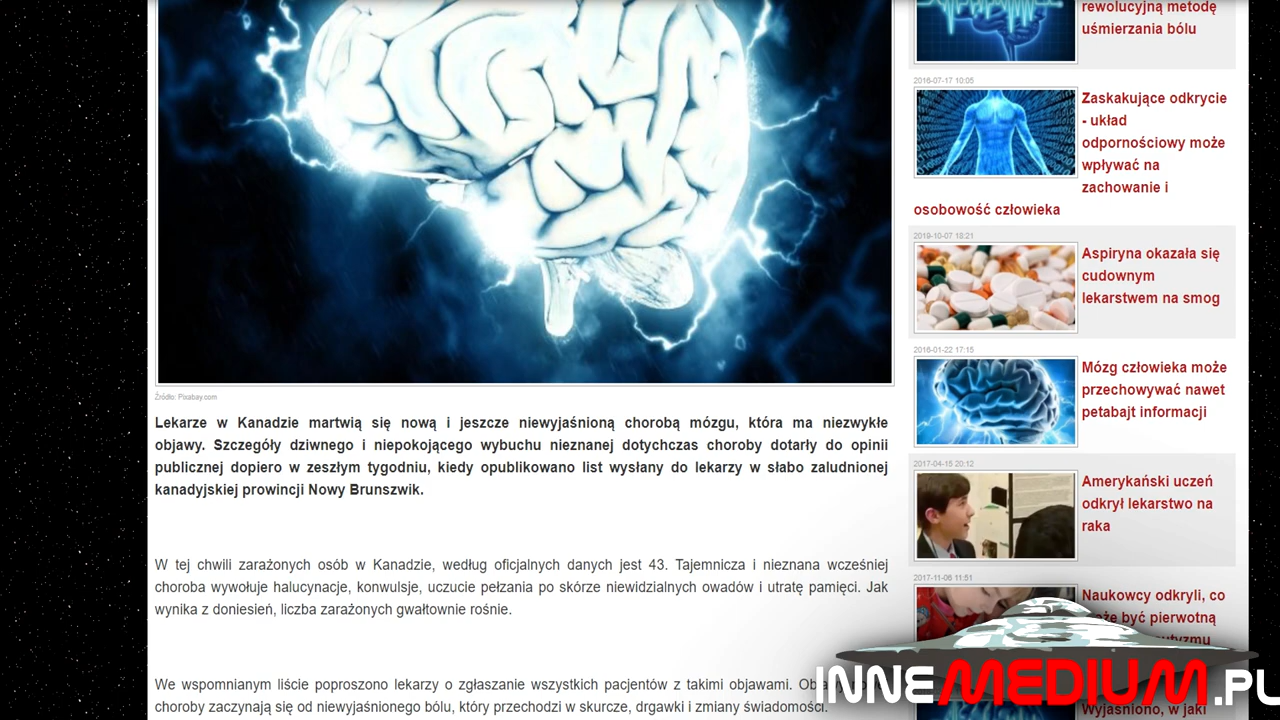 Źródło: Pixabay.com
Lekarze w Kanadzie martwią się nową i jeszcze niewyjaśnioną chorobą mózgu, która ma niezwykłe
objawy. Szczegóły dziwnego i niepokojącego wybuchu nieznanej dotychczas choroby dotarły do opinii
publicznej dopiero w zeszłym tygodniu, kiedy opublikowano list wysłany do lekarzy w słabo zaludnionej
kanadyjskiej prowincji Nowy Brunszwik.
W tej chwili zarażonych osób w Kanadzie, według oficjalnych danych jest 43. Tajemnicza i nieznana wcześniej
choroba wywołuje halucynacje, konwulsje, uczucie pełzania po skórze niewidzialnych owadów i utratę pamięci. Jak
wynika z doniesień, liczba zarażonych gwałtownie rośnie.
We wspomnianym liście poproszono lekarzy o zgłaszanie wszystkich pacjentów z takimi objawami.
choroby zaczynają się od niewyjaśnionego bólu, który przechodzi w skurcze, drgawki i zmiany świadomości.
rewolucyjną metodę
uśmierzania bólu
2016-07-17 10:05
Zaskakujące odkrycie
- układ
odpornościowy może
wpływać na
zachowanie i
osobowość człowieka
2019-10-07 18:21
Aspiryna okazała się
cudownym
lekarstwem na smog
2016-01-22 17:15
Mózg człowieka może
przechowywać nawet
petabajt informacji
2017-04-15 20:12
Amerykański uczeń
odkrył lekarstwo na
raka
2017-11-06 11:51
Naukowcy odkryli, co
może być pierwotną
autyzmu
Wyjaśniono, w jaki
INNEMEDIUM.PL